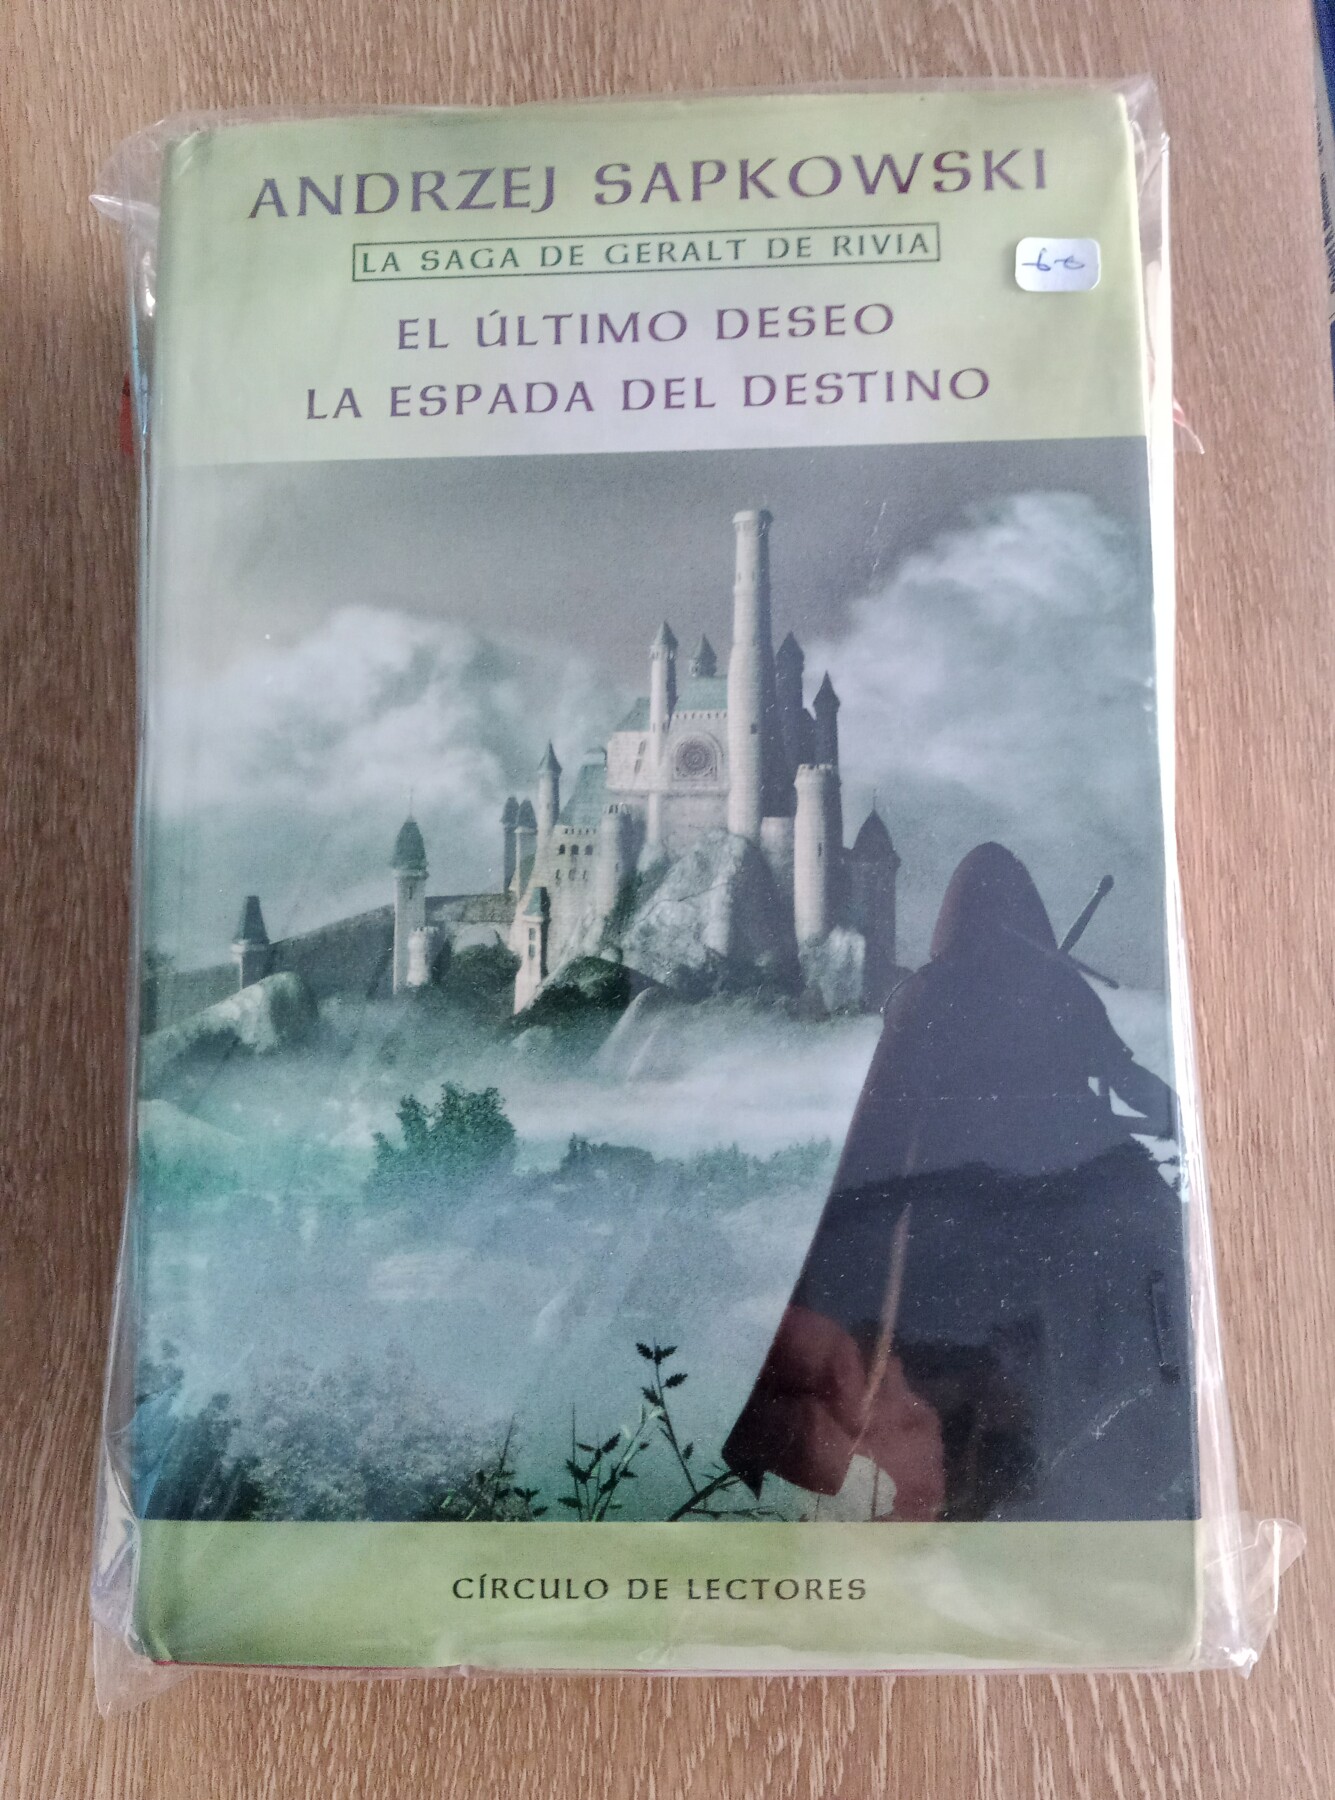 ANDRZEJ SAPKOWSKI
LA SAGA DE GERALT DE RIVIA
EL ÚLTIMO DESEO
LA ESPADA DEL DESTINO
CÍRCULO DE LECTORES